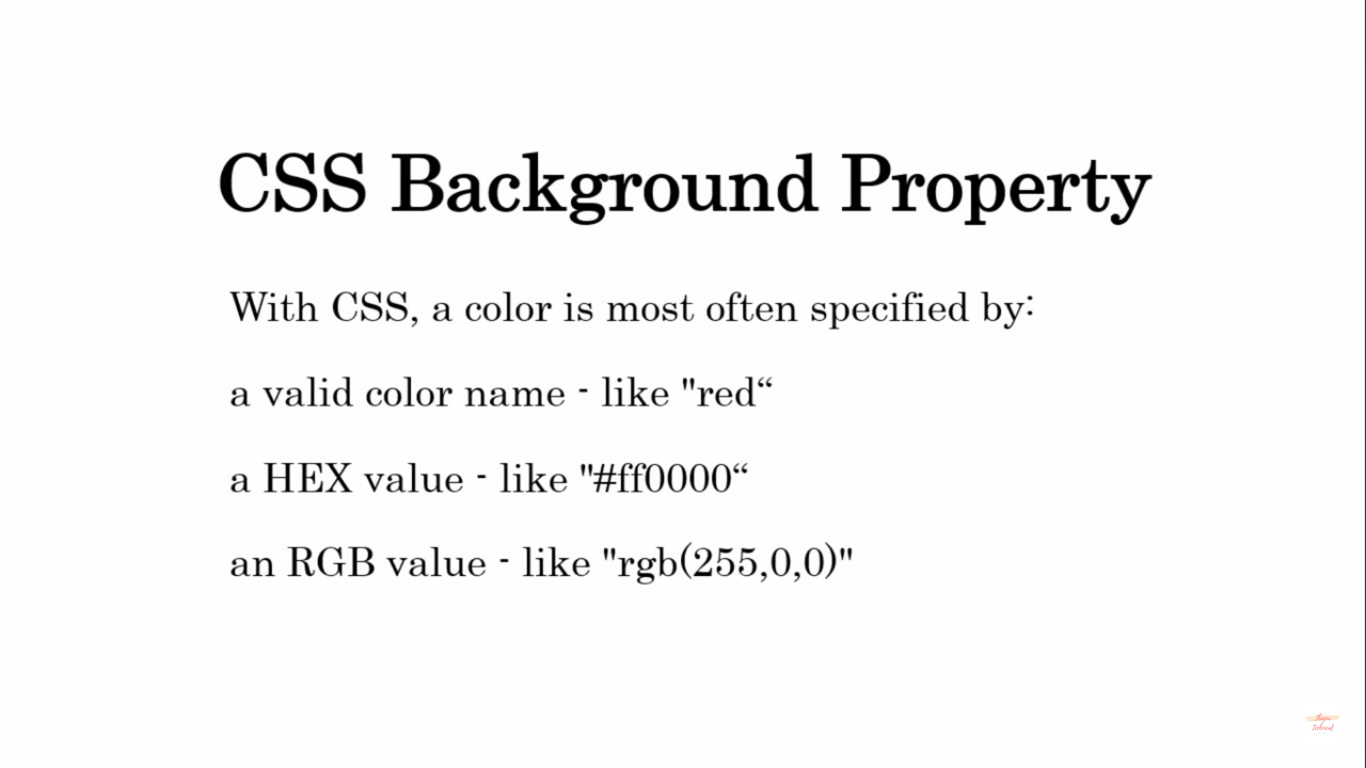 CSS Background Property
With CSS, a color is most often specified by:
a valid color name - like "red“
a HEX value - like "#ff0000“
an RGB value - like "rgb(255,0,0)"
Technical